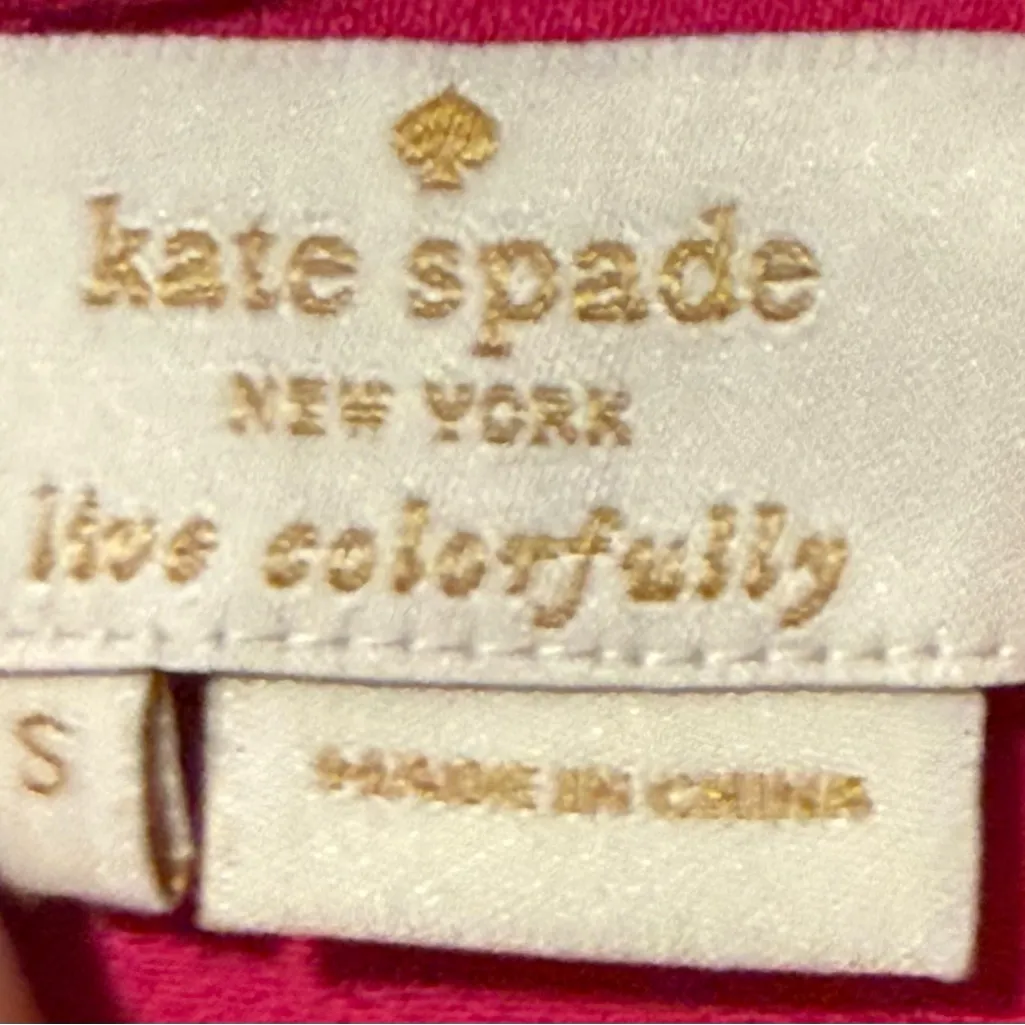 kate spade
NEW YORK
live colorfully
S
MADE IN CHINA